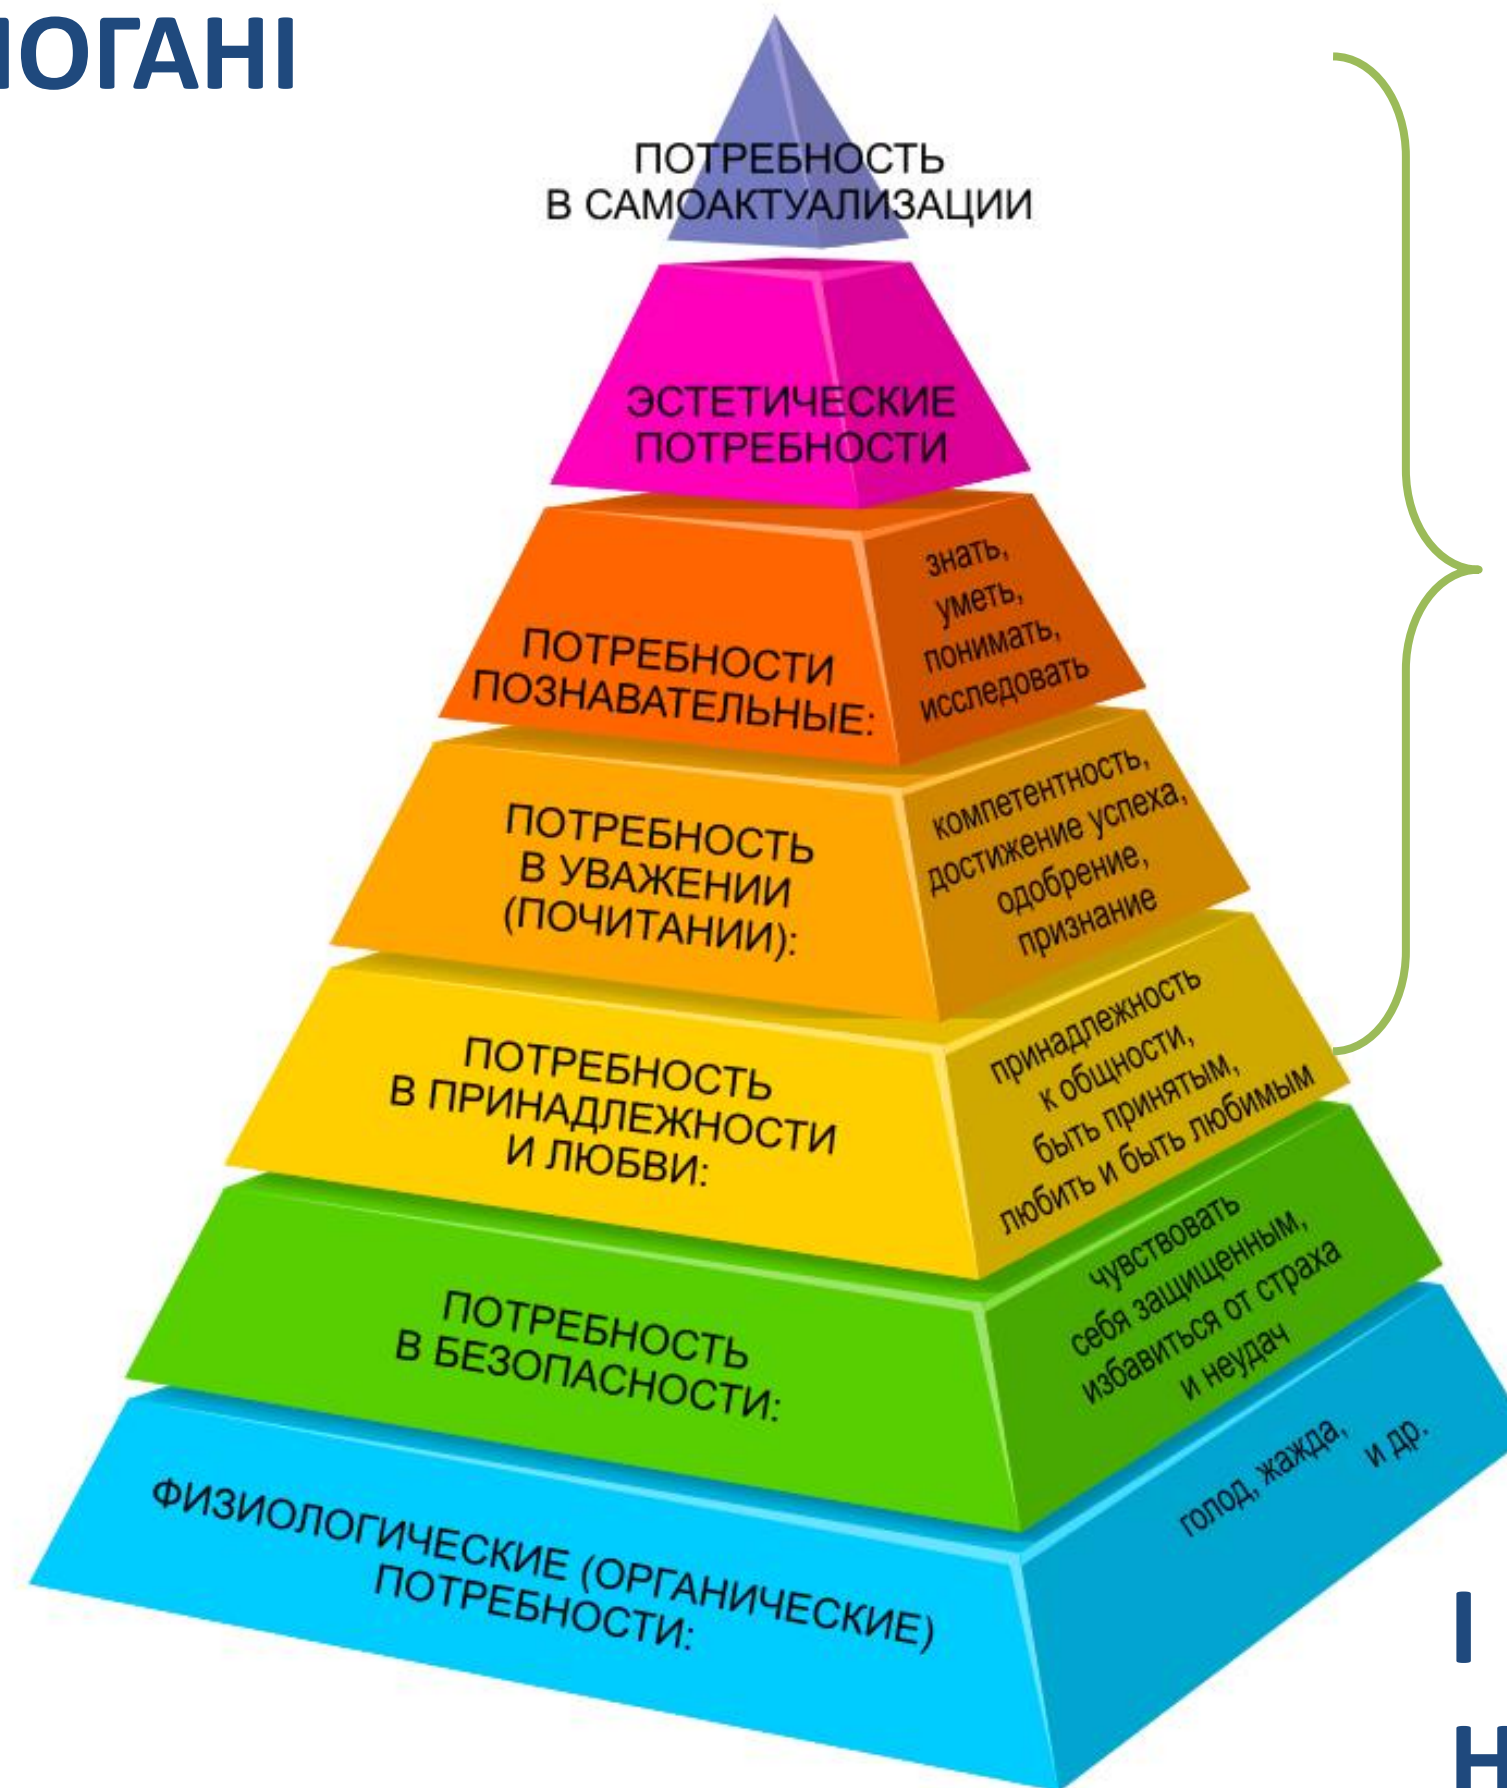 ПОГАНІ
ПОТРЕБНОСТЬ
В САМОАКТУАЛИЗАЦИИ
ЭСТЕТИЧЕСКИЕ
ПОТРЕБНОСТИ
ПОТРЕБНОСТИ
ПОЗНАВАТЕЛЬНЫЕ:
знать,
уметь,
понимать,
исследовать
ПОТРЕБНОСТЬ
В УВАЖЕНИИ
(ПОЧИТАНИИ):
компетентность,
достижение успеха,
одобрение,
признание
ПОТРЕБНОСТЬ
В ПРИНАДЛЕЖНОСТИ
И ЛЮБВИ:
принадлежность
к общности,
быть принятым,
любить и быть любимым
ПОТРЕБНОСТЬ
В БЕЗОПАСНОСТИ:
чувствовать
себя защищенным,
избавиться от страха
и неудач
ФИЗИОЛОГИЧЕСКИЕ (ОРГАНИЧЕСКИЕ)
ПОТРЕБНОСТИ:
голод, жажда,
и др.